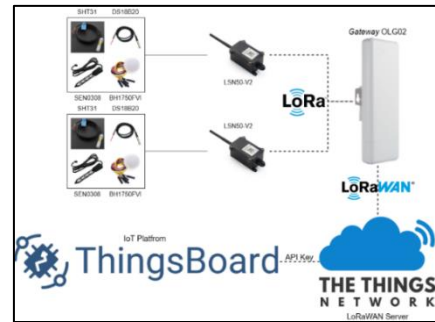 SHT31 DS18B20
SEN0308 BH1750FVI
LSN50-V2
SHT31 DS18B20
SEN0308 BH1750FVI
LSN50-V2
Gateway OLG02
LoRa
LoRaWAN®
IoT Platfrom
ThingsBoard
API Key
THE THINGS
NETWORK
LoRaWAN Server